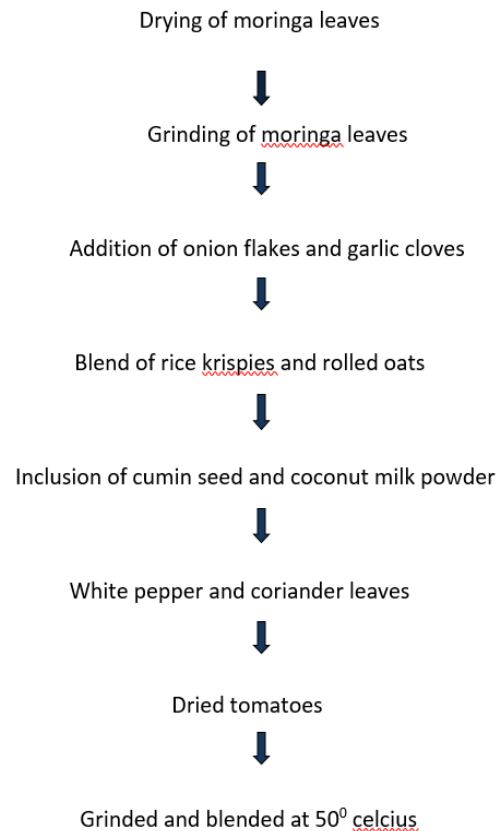 Drying of moringa leaves
Grinding of moringa leaves
Addition of onion flakes and garlic cloves
Blend of rice krispies and rolled oats
Inclusion of cumin seed and coconut milk powder
White pepper and coriander leaves
Dried tomatoes
Grinded and blended at 50⁰ celcius